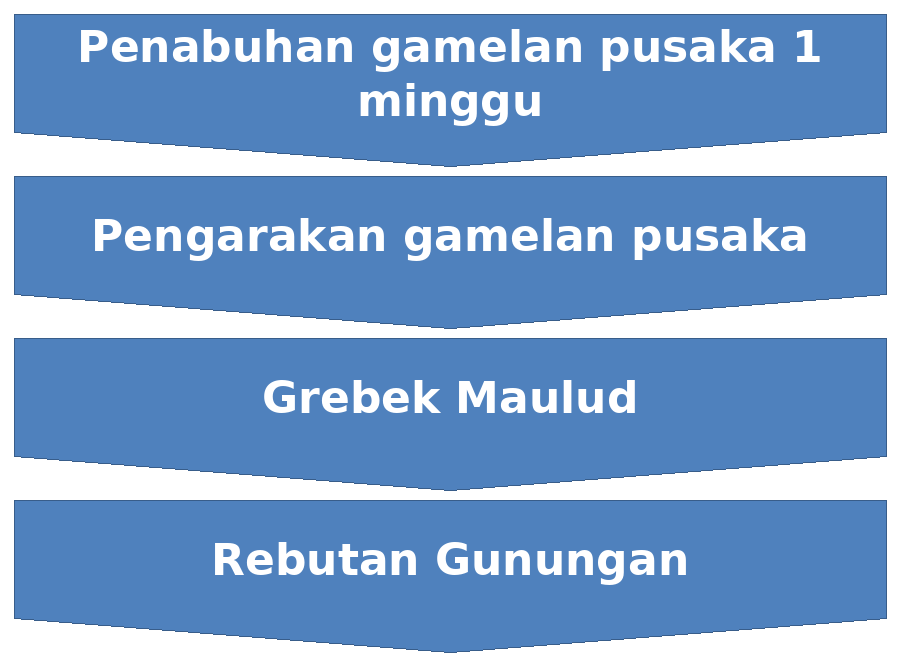 Penabuhan gamelan pusaka 1
minggu
Pengarakan gamelan pusaka
Grebek Maulud
Rebutan Gunungan